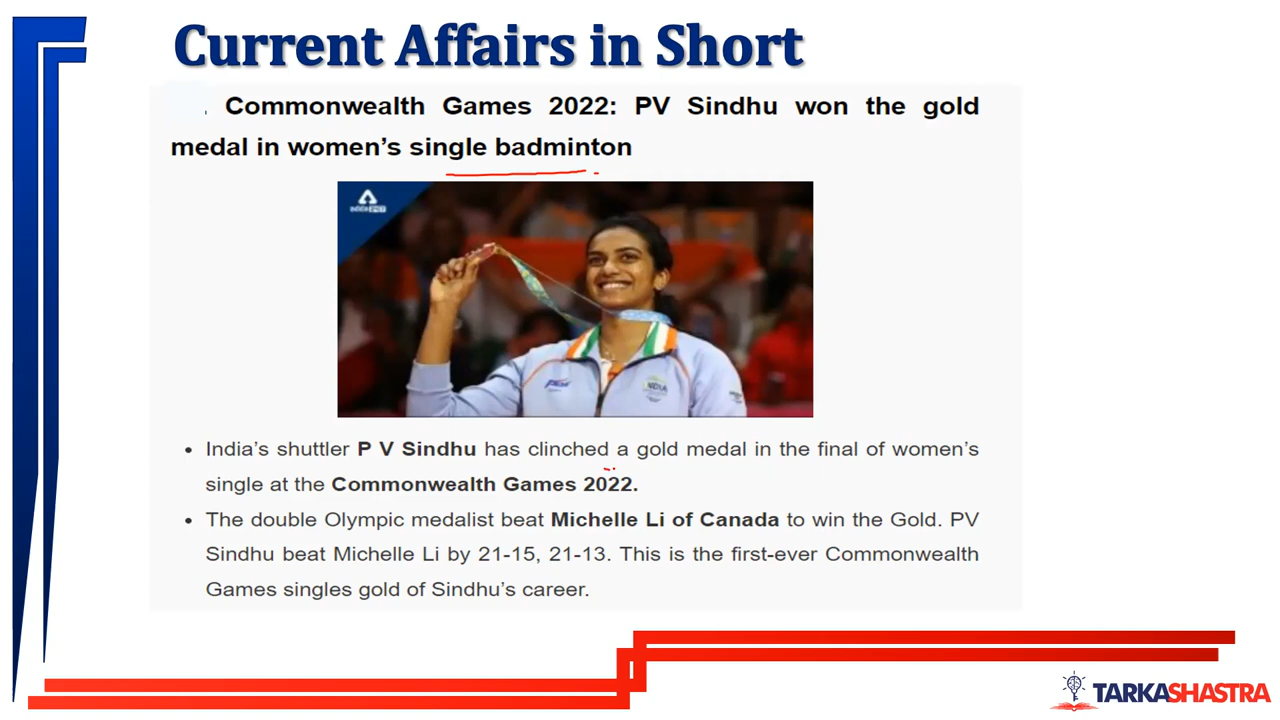 Current Affairs in Short
Commonwealth Games 2022: PV Sindhu won the gold
medal in women's single badminton
adda247
INDIA
• India's shuttler P V Sindhu has clinched a gold medal in the final of women's
single at the Commonwealth Games 2022.
• The double Olympic medalist beat Michelle Li of Canada to win the Gold. PV
Sindhu beat Michelle Li by 21-15, 21-13. This is the first-ever Commonwealth
Games singles gold of Sindhu's career.
TARKASHASTRA